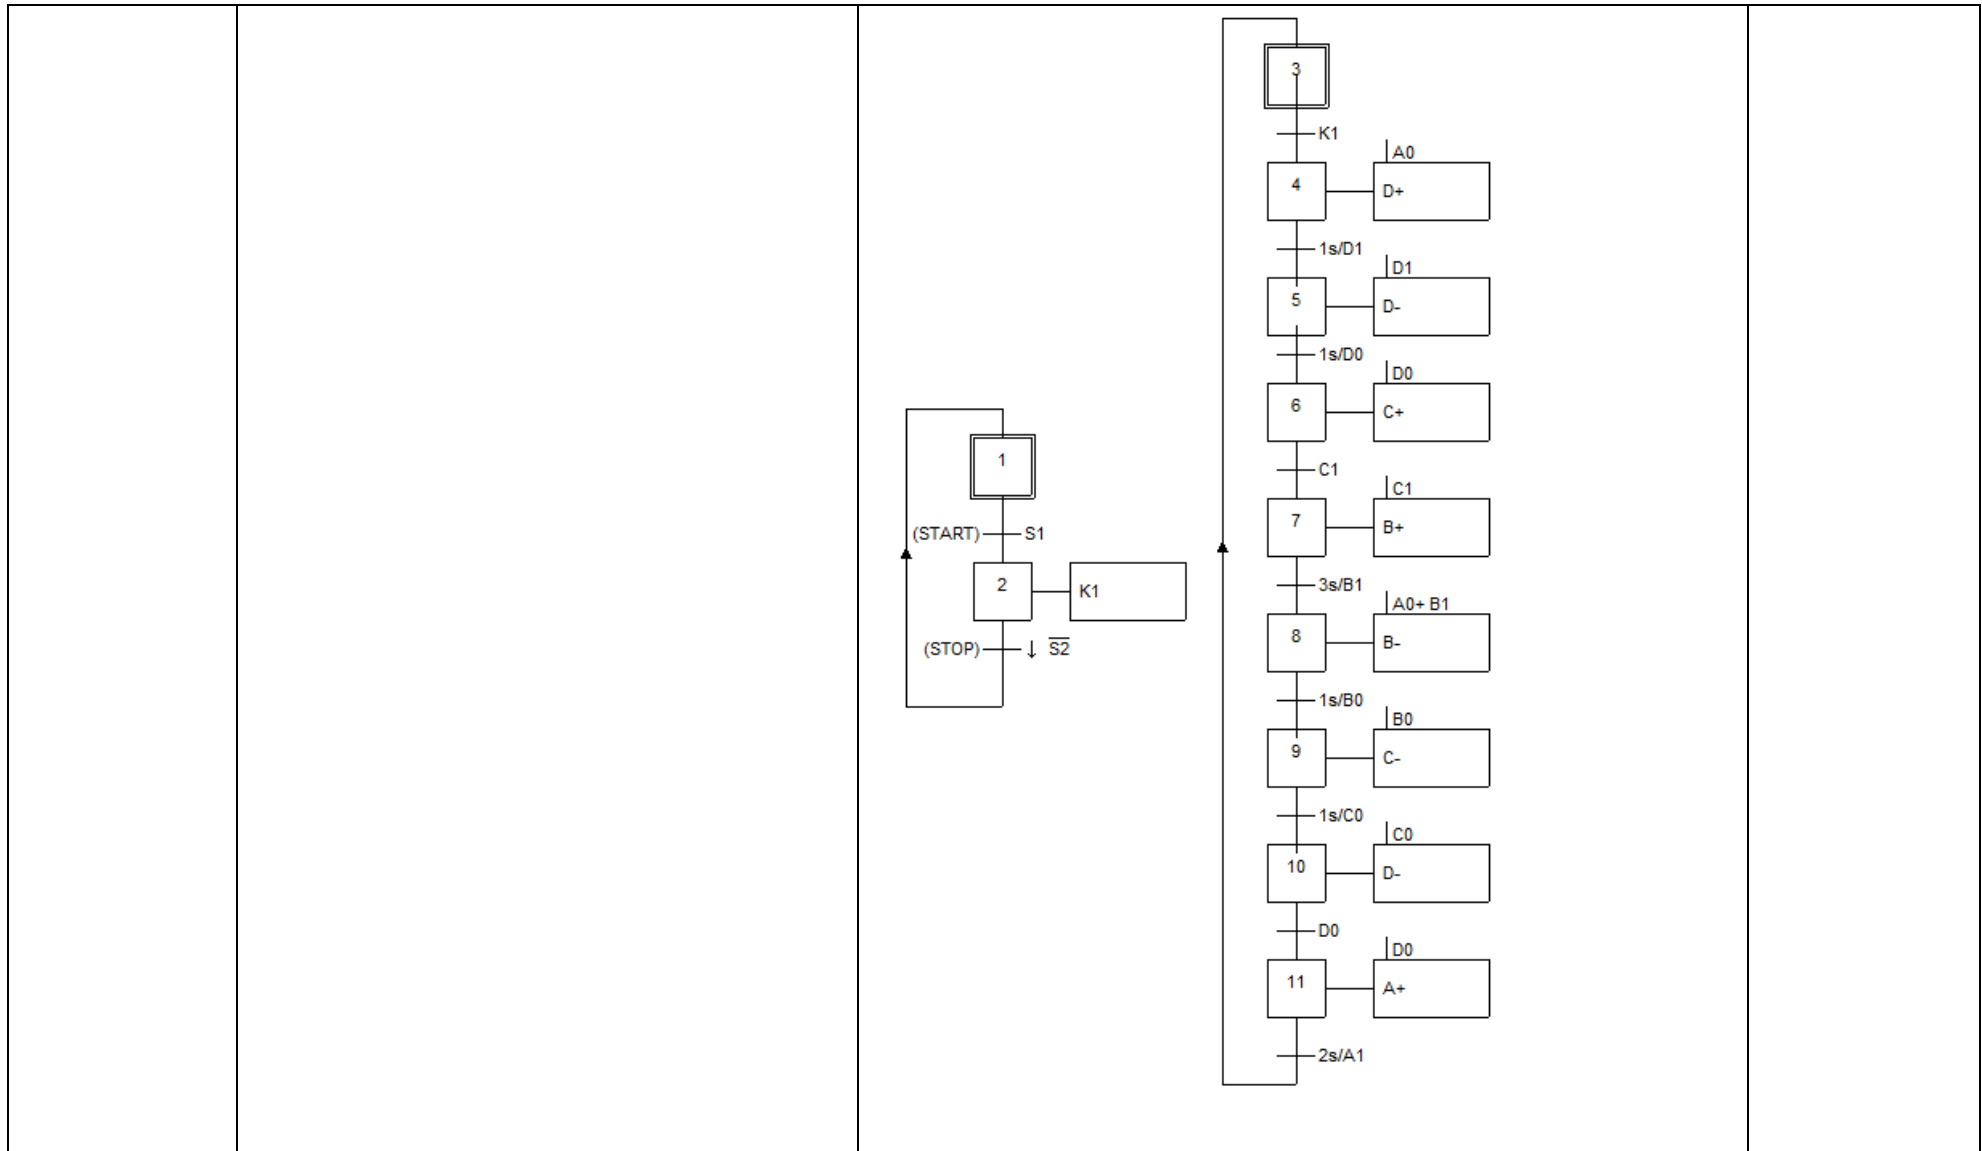 3
K1
A0
4
D+
1s/D1
D1
5
D-
1s/D0
D0
6
C+
1
C1
C1
(START) S1
7
B+
2
K1
3s/B1
A0+ B1
(STOP) ↓ S̅2̅
8
B-
1s/B0
B0
9
C-
1s/C0
C0
10
D-
D0
D0
11
A+
2s/A1